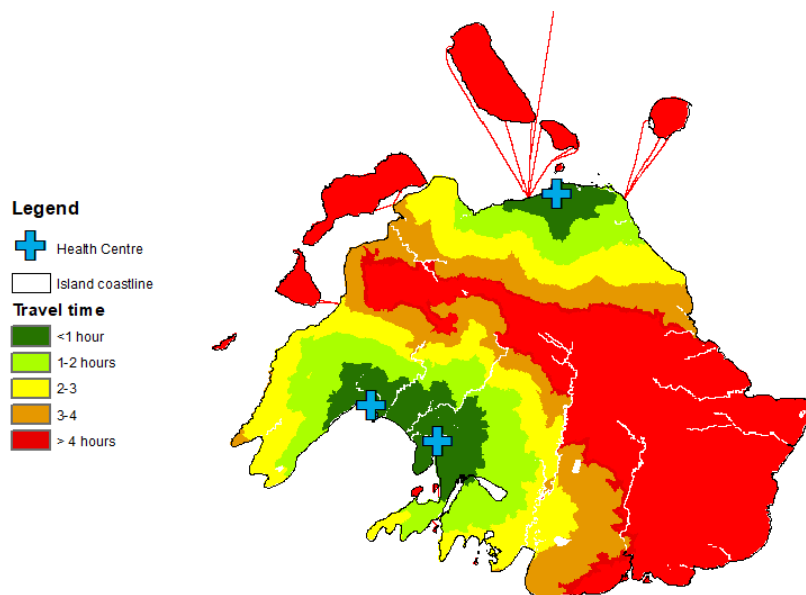 Legend
Health Centre
Island coastline
Travel time
<1 hour
1-2 hours
2-3
3-4
> 4 hours